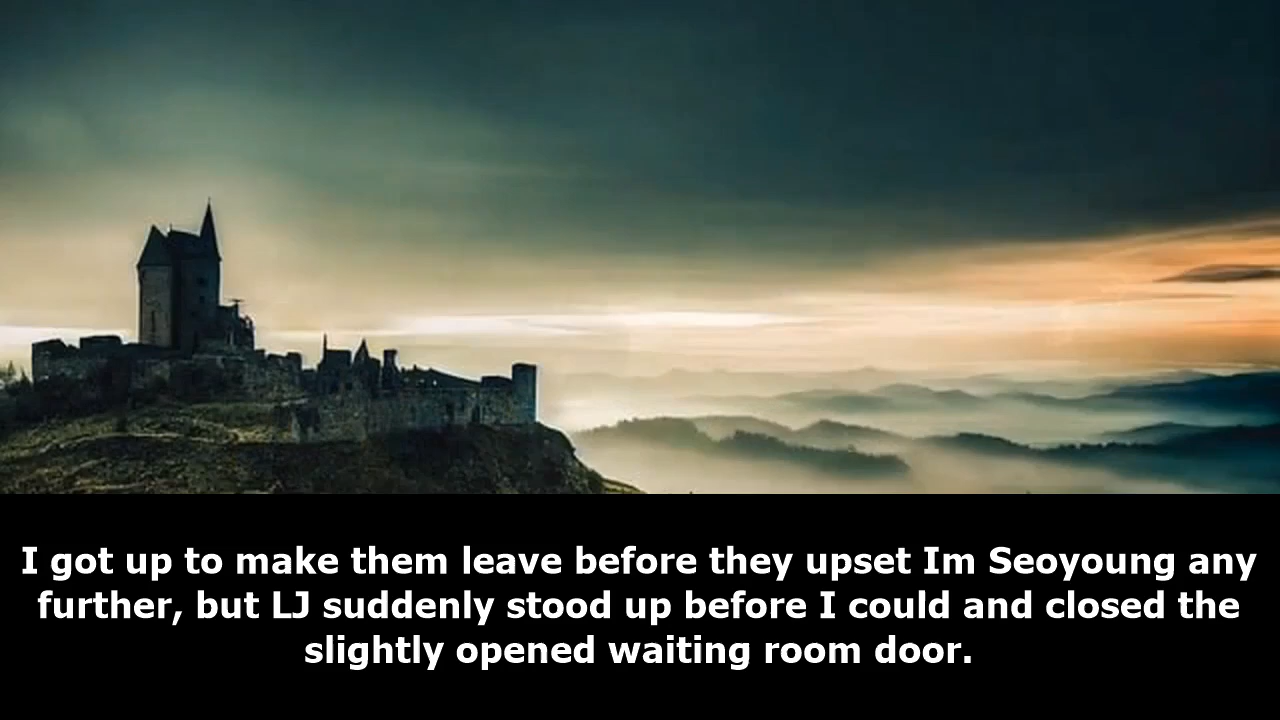 I got up to make them leave before they upset Im Seoyoung any
further, but LJ suddenly stood up before I could and closed the
slightly opened waiting room door.